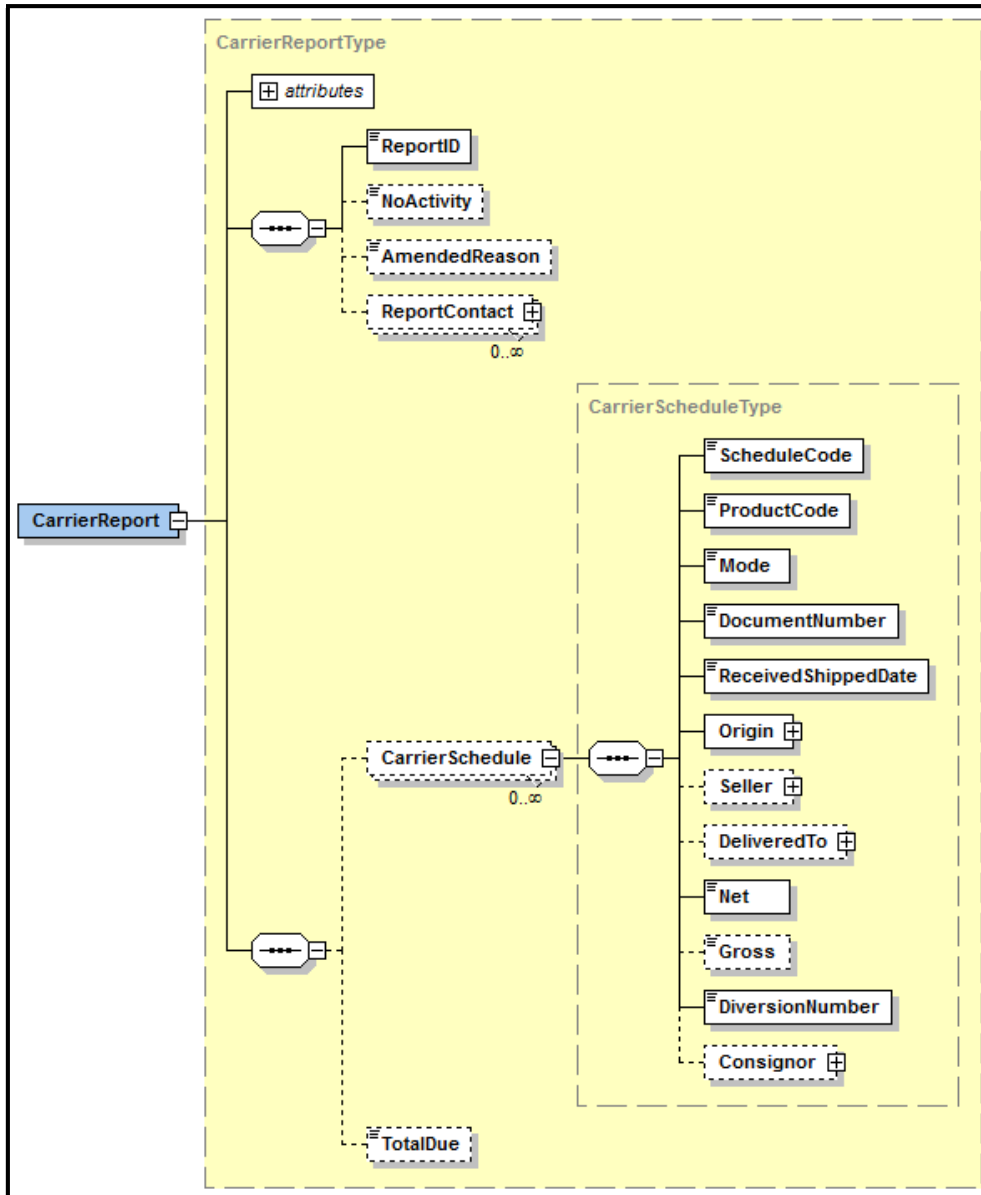 CarrierReportType
attributes
ReportID
NoActivity
AmendedReason
ReportContact
0..∞
CarrierScheduleType
ScheduleCode
ProductCode
CarrierReport
Mode
DocumentNumber
ReceivedShippedDate
Origin
CarrierSchedule
0..∞
Seller
DeliveredTo
Net
Gross
DiversionNumber
Consignor
TotalDue